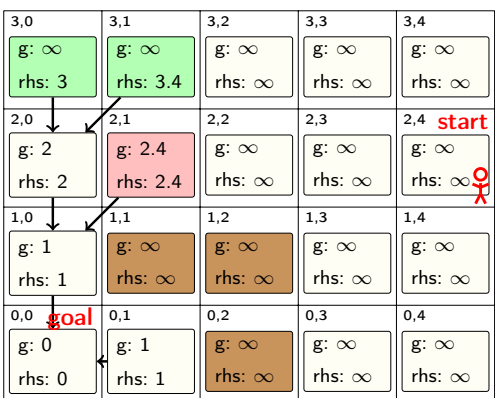 3,0 3,1 3,2 3,3 3,4
g: ∞ g: ∞ g: ∞ g: ∞ g: ∞
rhs: 3 rhs: 3.4 rhs: ∞ rhs: ∞ rhs: ∞
2,0 2,1 2,2 2,3 2,4 start
g: 2 g: 2.4 g: ∞ g: ∞ g: ∞
rhs: 2 rhs: 2.4 rhs: ∞ rhs: ∞ rhs: ∞
1,0 1,1 1,2 1,3 1,4
g: 1 g: ∞ g: ∞ g: ∞ g: ∞
rhs: 1 rhs: ∞ rhs: ∞ rhs: ∞ rhs: ∞
0,0 goal 0,1 0,2 0,3 0,4
g: 0 g: 1 g: ∞ g: ∞ g: ∞
rhs: 0 rhs: 1 rhs: ∞ rhs: ∞ rhs: ∞